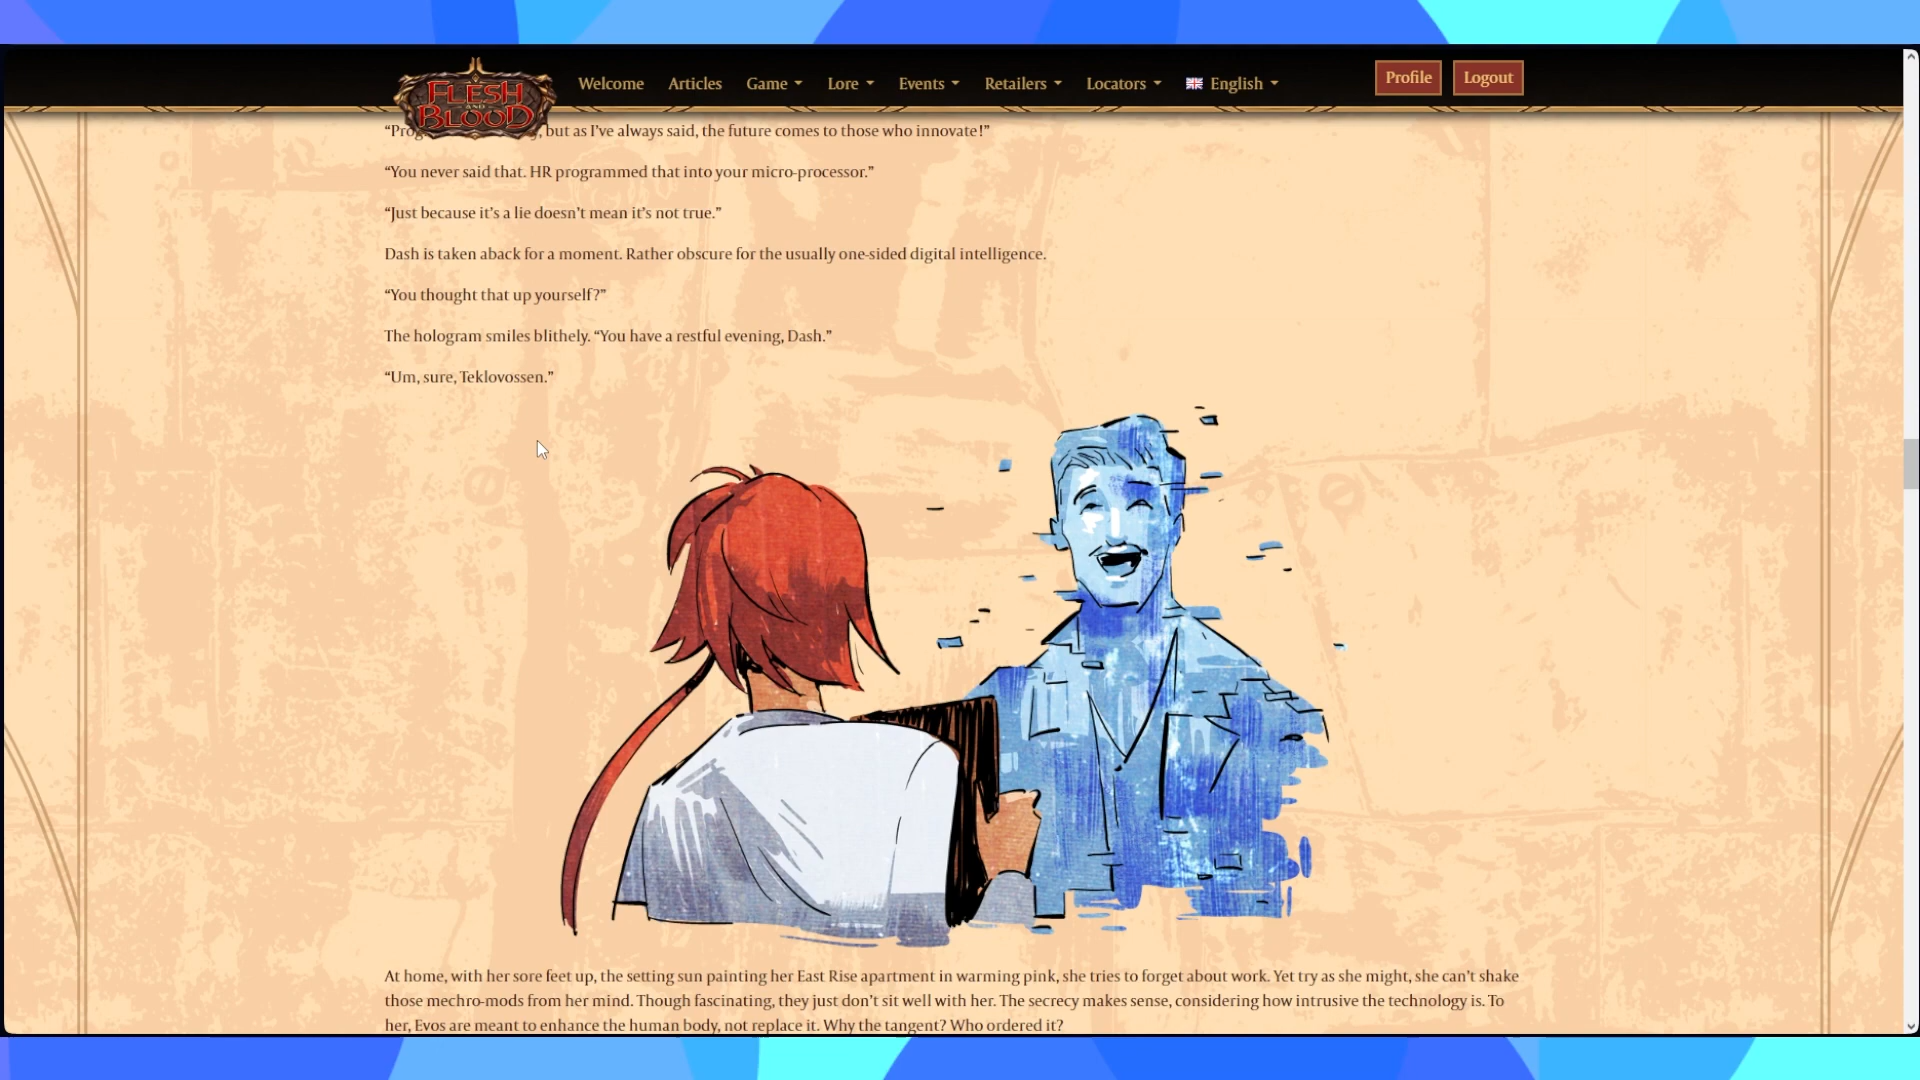 FLESH
AND
BLOOD
Welcome
Articles
Game
Lore
Events
Retailers
Locators
English
Profile
Logout
“Prog , but as I’ve always said, the future comes to those who innovate!”
“You never said that. HR programmed that into your micro-processor.”
“Just because it’s a lie doesn’t mean it’s not true.”
Dash is taken aback for a moment. Rather obscure for the usually one-sided digital intelligence.
“You thought that up yourself?”
The hologram smiles blithely. “You have a restful evening, Dash.”
“Um, sure, Teklovossen.”
At home, with her sore feet up, the setting sun painting her East Rise apartment in warming pink, she tries to forget about work. Yet try as she might, she can’t shake
those mechro-mods from her mind. Though fascinating, they just don’t sit well with her. The secrecy makes sense, considering how intrusive the technology is. To
her, Evos are meant to enhance the human body, not replace it. Why the tangent? Who ordered it?